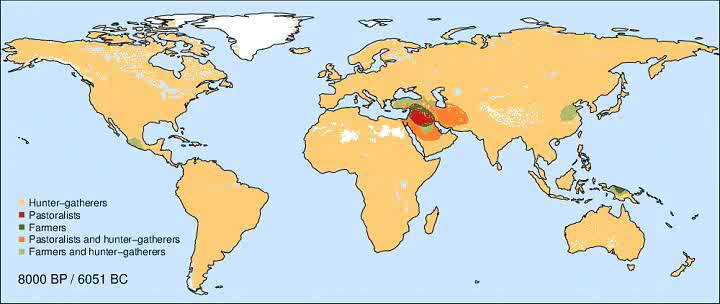 Hunter−gatherers
Pastoralists
Farmers
Pastoralists and hunter−gatherers
Farmers and hunter−gatherers
8000 BP / 6051 BC